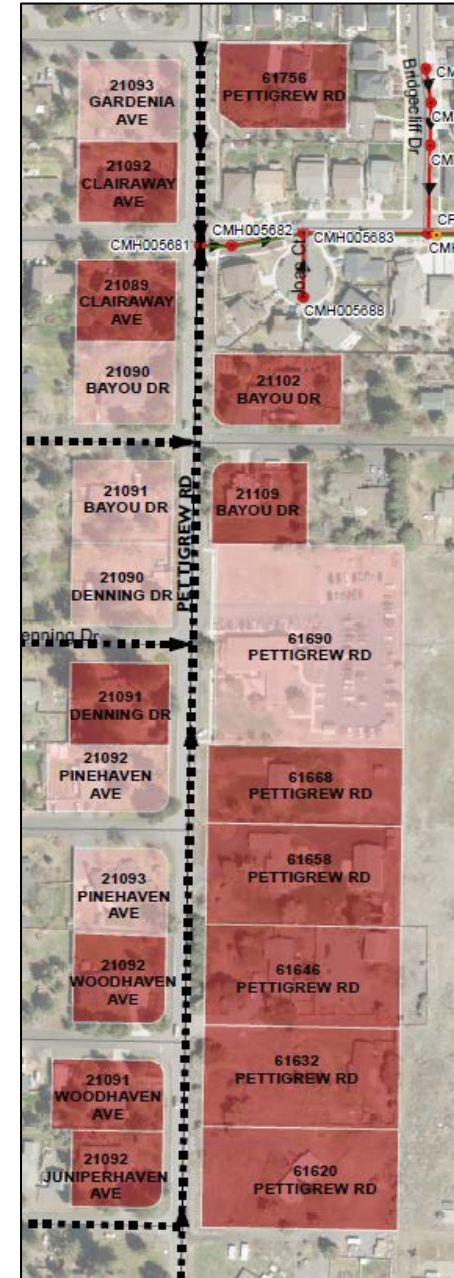 21093
GARDENIA
AVE
61756
PETTIGREW RD
Bridgecliff Dr
21092
CLAIRAWAY
AVE
CMH005681
CMH005682
CMH005683
Joan Ct
CMH005688
21089
CLAIRAWAY
AVE
21090
BAYOU DR
21102
BAYOU DR
PETTIGREW RD
21091
BAYOU DR
21109
BAYOU DR
21090
DENNING DR
enning Dr
61690
PETTIGREW RD
21091
DENNING DR
21092
PINEHAVEN
AVE
61668
PETTIGREW RD
61658
PETTIGREW RD
21093
PINEHAVEN
AVE
21092
WOODHAVEN
AVE
61646
PETTIGREW RD
61632
PETTIGREW RD
21091
WOODHAVEN
AVE
21092
JUNIPERHAVEN
AVE
61620
PETTIGREW RD